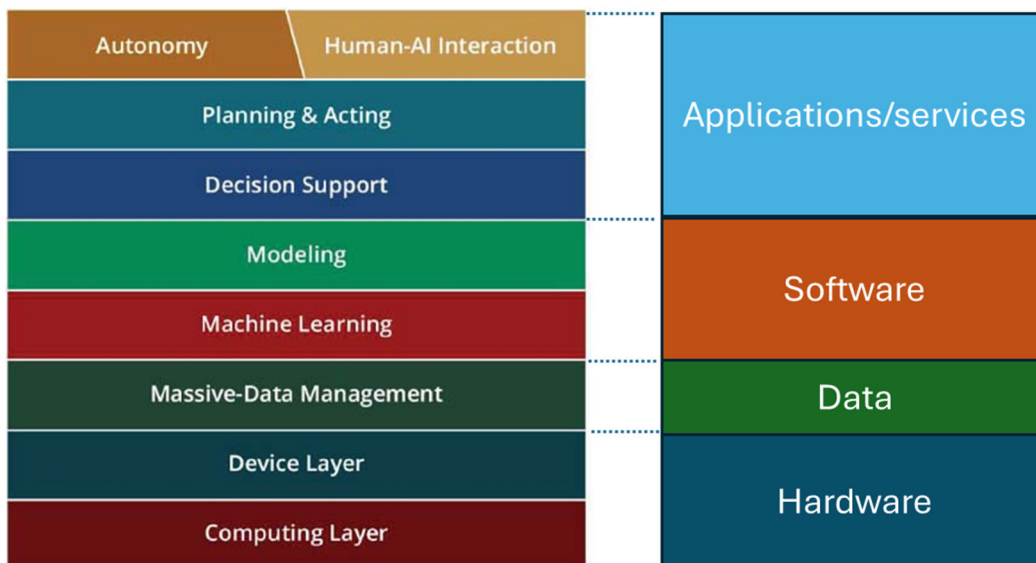 Autonomy
Human-AI Interaction
Planning & Acting
Decision Support
Modeling
Machine Learning
Massive-Data Management
Device Layer
Computing Layer
Applications/services
Software
Data
Hardware